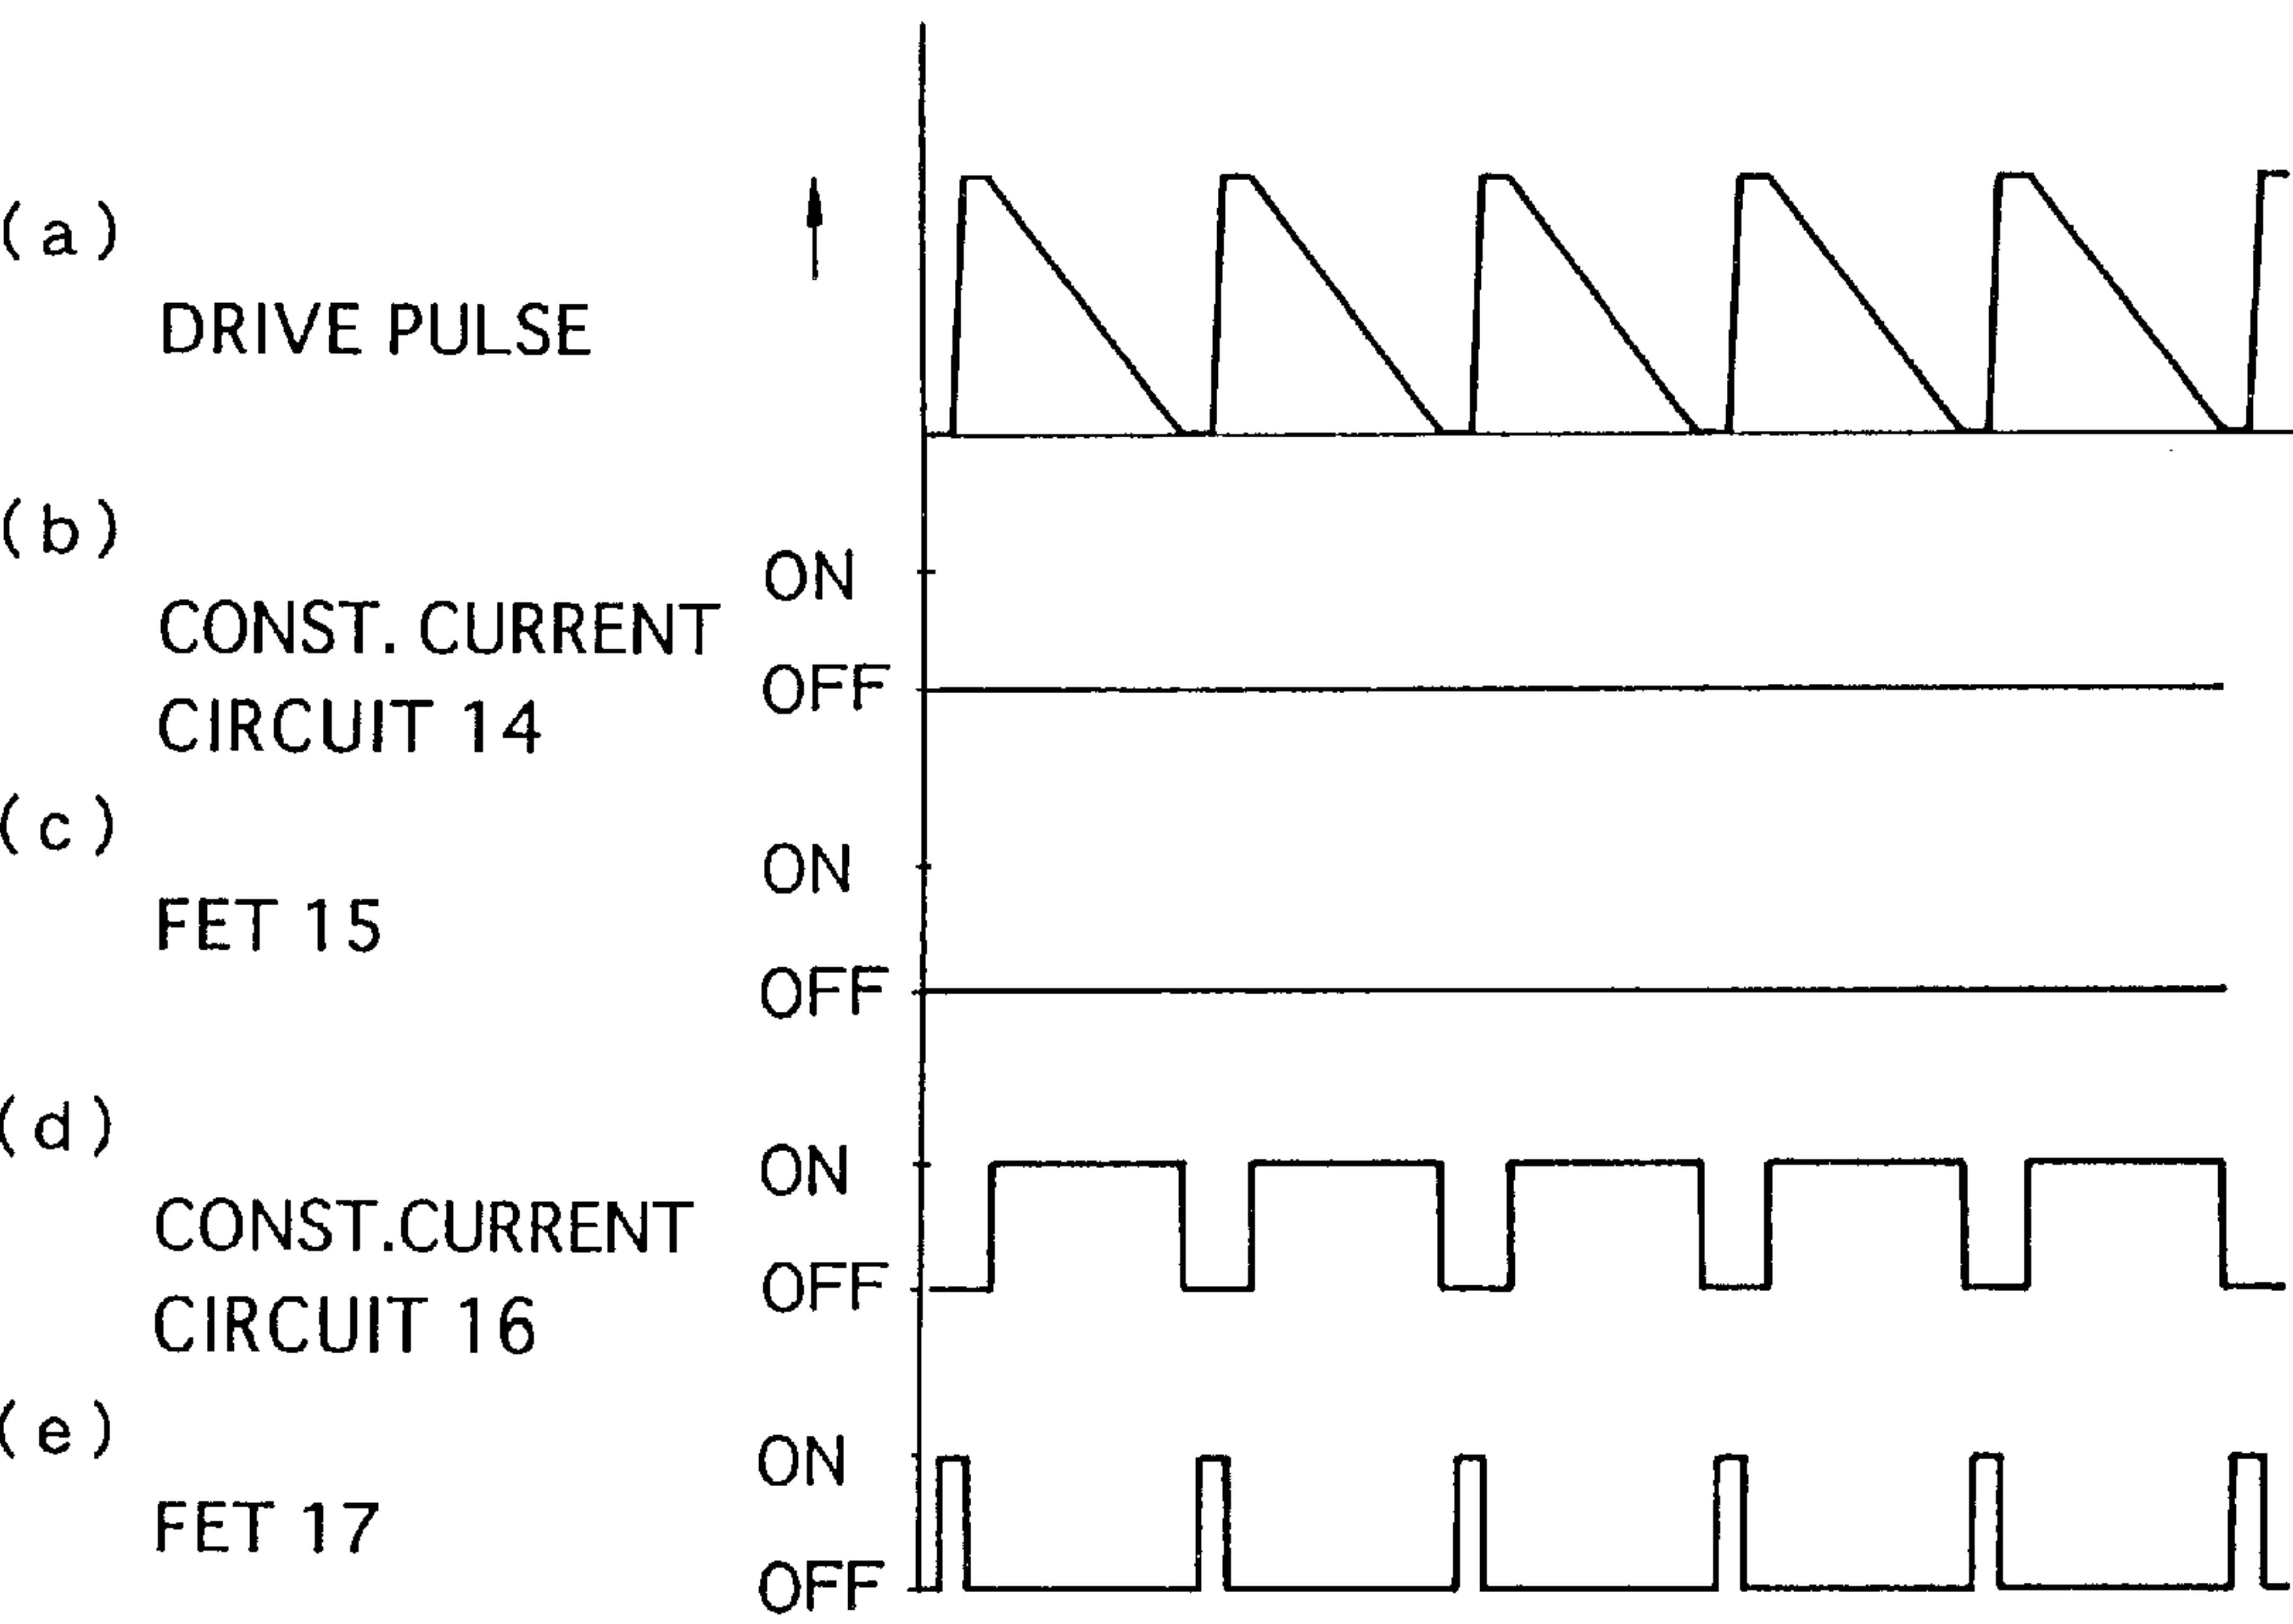 (a)
DRIVE PULSE
(b)
ON
CONST. CURRENT
OFF
CIRCUIT 14
(c)
ON
FET 15
OFF
(d)
ON
CONST.CURRENT
OFF
CIRCUIT 16
(e)
ON
FET 17
OFF